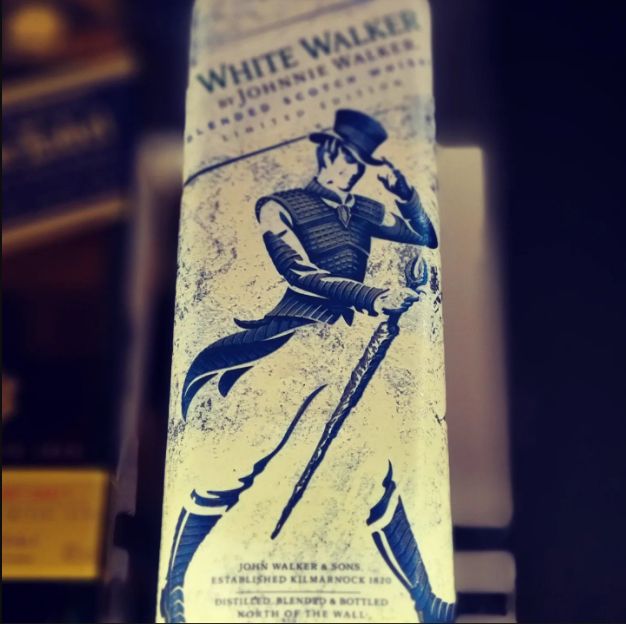 WHITE WALKER
BY JOHNNIE WALKER
BLENDED SCOTCH WHISKY
LIMITED EDITION
JOHN WALKER & SONS
ESTABLISHED KILMARNOCK 1820
DISTILLED, BLENDED & BOTTLED
NORTH OF THE WALL